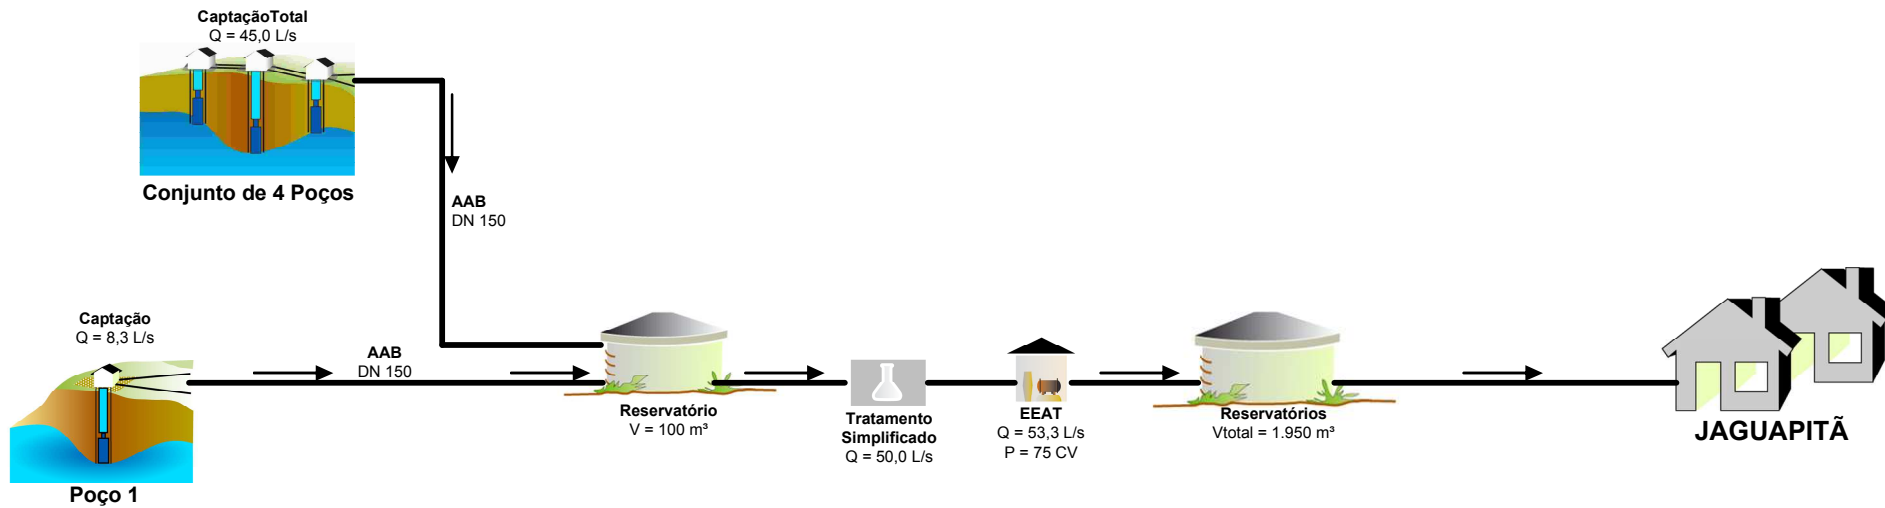 CaptaçãoTotal
Q = 45,0 L/s
Conjunto de 4 Poços
AAB
DN 150
Captação
Q = 8,3 L/s
Poço 1
AAB
DN 150
Reservatório
V = 100 m³
Tratamento
Simplificado
Q = 50,0 L/s
EEAT
Q = 53,3 L/s
P = 75 CV
Reservatórios
Vtotal = 1.950 m³
JAGUAPITÃ